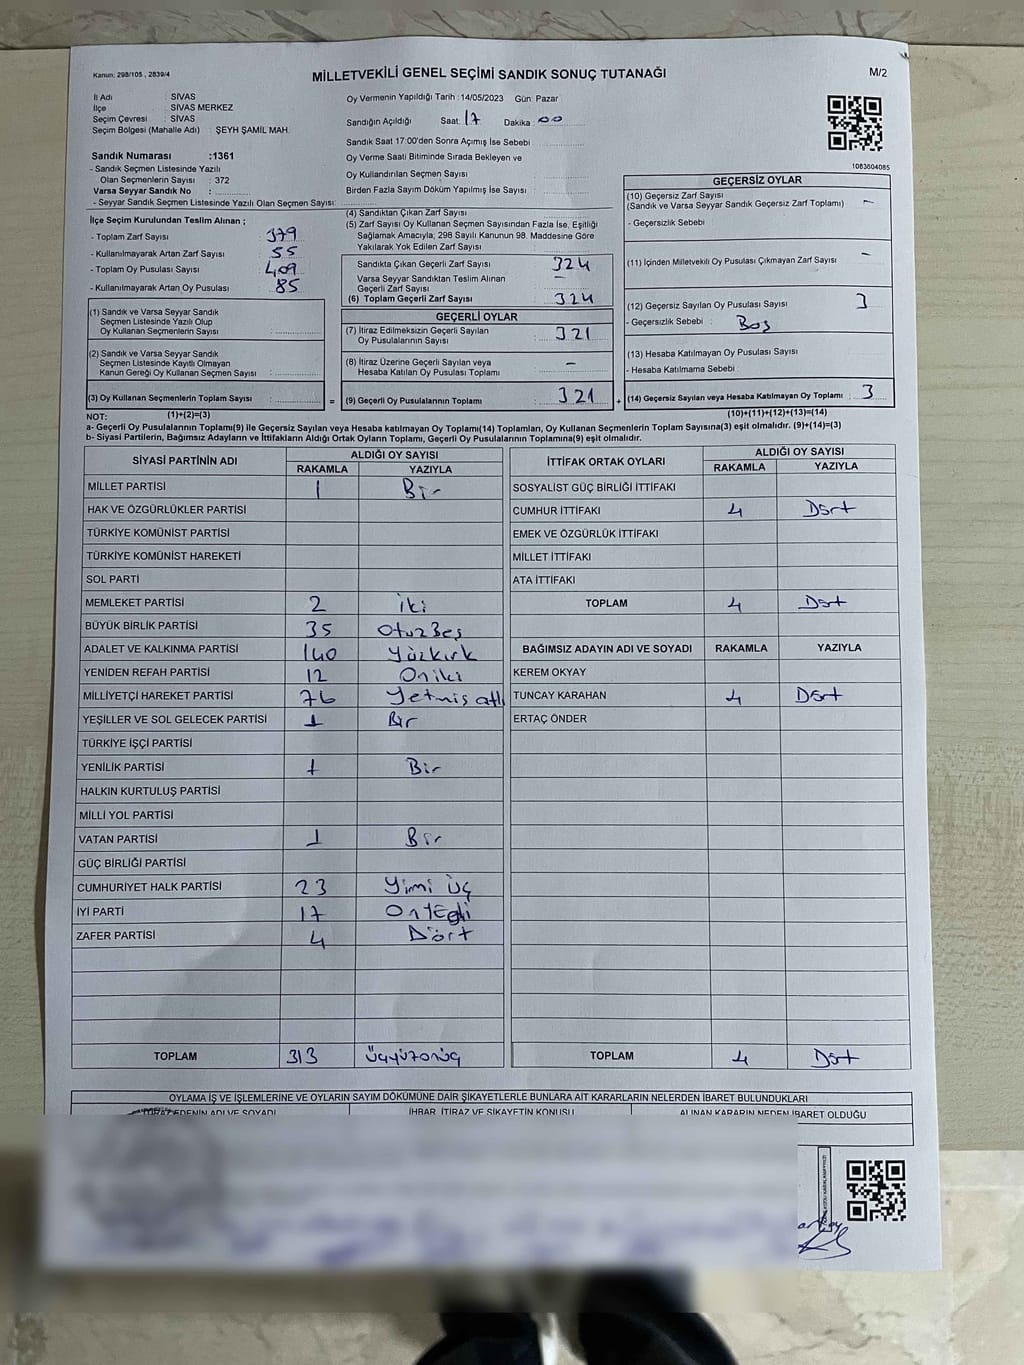 Kanun: 298/105 , 2839/4
MİLLETVEKİLİ GENEL SEÇİMİ SANDIK SONUÇ TUTANAĞI
M/2
İl Adı : SİVAS
İlçe : SİVAS MERKEZ
Seçim Çevresi : SİVAS
Seçim Bölgesi (Mahalle Adı) : ŞEYH ŞAMİL MAH.
Sandık Numarası :1361
- Sandık Seçmen Listesinde Yazılı
Olan Seçmenlerin Sayısı : 372
Varsa Seyyar Sandık No :
- Seyyar Sandık Seçmen Listesinde Yazılı Olan Seçmen Sayısı:
Oy Vermenin Yapıldığı Tarih :14/05/2023 Gün: Pazar
Sandığın Açıldığı Saat: 17 Dakika : 00
Sandık Saat 17:00'den Sonra Açımış İse Sebebi :
Oy Verme Saati Bitiminde Sırada Bekleyen ve
Oy Kullandırılan Seçmen Sayısı :
Birden Fazla Sayım Döküm Yapılmış İse Sayısı :
1083604085
İlçe Seçim Kurulundan Teslim Alınan ;
- Toplam Zarf Sayısı : 379
- Kullanılmayarak Artan Zarf Sayısı : 55
- Toplam Oy Pusulası Sayısı : 409
- Kullanılmayarak Artan Oy Pusulası : 85
(1) Sandık ve Varsa Seyyar Sandık
Seçmen Listesinde Yazılı Olup
Oy Kullanan Seçmenlerin Sayısı :
(2) Sandık ve Varsa Seyyar Sandık
Seçmen Listesinde Kayıtlı Olmayan
Kanun Gereği Oy Kullanan Seçmen Sayısı :
(3) Oy Kullanan Seçmenlerin Toplam Sayısı : =
(4) Sandıktan Çıkan Zarf Sayısı :
(5) Zarf Sayısı Oy Kullanan Seçmen Sayısından Fazla İse, Eşitliği
Sağlamak Amacıyla, 298 Sayılı Kanunun 98. Maddesine Göre
Yakılarak Yok Edilen Zarf Sayısı :
Sandıkta Çıkan Geçerli Zarf Sayısı : 324
Varsa Seyyar Sandıktan Teslim Alınan
Geçerli Zarf Sayısı : –
(6) Toplam Geçerli Zarf Sayısı : 324
GEÇERLİ OYLAR
(7) İtiraz Edilmeksizin Geçerli Sayılan
Oy Pusulalarının Sayısı : 321
(8) İtiraz Üzerine Geçerli Sayılan veya
Hesaba Katılan Oy Pusulası Toplamı : –
(9) Geçerli Oy Pusulalarının Toplamı : 321 +
GEÇERSİZ OYLAR
(10) Geçersiz Zarf Sayısı
(Sandık ve Varsa Seyyar Sandık Geçersiz Zarf Toplamı) : –
- Geçersizlik Sebebi :
(11) İçinden Milletvekili Oy Pusulası Çıkmayan Zarf Sayısı : –
(12) Geçersiz Sayılan Oy Pusulası Sayısı : 3
- Geçersizlik Sebebi : Boş
(13) Hesaba Katılmayan Oy Pusulası Sayısı :
- Hesaba Katılmama Sebebi :
(14) Geçersiz Sayılan veya Hesaba Katılmayan Oy Toplamı : 3
NOT: (1)+(2)=(3) (10)+(11)+(12)+(13)=(14)
a- Geçerli Oy Pusulalarının Toplamı(9) ile Geçersiz Sayılan veya Hesaba katılmayan Oy Toplamı(14) Toplamları, Oy Kullanan Seçmenlerin Toplam Sayısına(3) eşit olmalıdır. (9)+(14)=(3)
b- Siyasi Partilerin, Bağımsız Adayların ve İttifakların Aldığı Ortak Oyların Toplamı, Geçerli Oy Pusulalarının Toplamına(9) eşit olmalıdır.
SİYASİ PARTİNİN ADI ALDIĞI OY SAYISI
RAKAMLA YAZIYLA
MİLLET PARTİSİ 1 Bir
HAK VE ÖZGÜRLÜKLER PARTİSİ
TÜRKİYE KOMÜNİST PARTİSİ
TÜRKİYE KOMÜNİST HAREKETİ
SOL PARTİ
MEMLEKET PARTİSİ 2 iki
BÜYÜK BİRLİK PARTİSİ 35 Otuzbeş
ADALET VE KALKINMA PARTİSİ 140 Yüzkırk
YENİDEN REFAH PARTİSİ 12 Oniki
MİLLİYETÇİ HAREKET PARTİSİ 76 Yetmiş altı
YEŞİLLER VE SOL GELECEK PARTİSİ 1 Bir
TÜRKİYE İŞÇİ PARTİSİ
YENİLİK PARTİSİ 1 Bir
HALKIN KURTULUŞ PARTİSİ
MİLLİ YOL PARTİSİ
VATAN PARTİSİ 1 Bir
GÜÇ BİRLİĞİ PARTİSİ
CUMHURİYET HALK PARTİSİ 23 Yimi üç
İYİ PARTİ 17 Onyedi
ZAFER PARTİSİ 4 Dört
TOPLAM 313 Üçyüzonüç
İTTİFAK ORTAK OYLARI ALDIĞI OY SAYISI
RAKAMLA YAZIYLA
SOSYALİST GÜÇ BİRLİĞİ İTTİFAKI
CUMHUR İTTİFAKI 4 Dört
EMEK VE ÖZGÜRLÜK İTTİFAKI
MİLLET İTTİFAKI
ATA İTTİFAKI
TOPLAM 4 Dört
BAĞIMSIZ ADAYIN ADI VE SOYADI RAKAMLA YAZIYLA
KEREM OKYAY
TUNCAY KARAHAN 4 Dört
ERTAÇ ÖNDER
TOPLAM 4 Dört
OYLAMA İŞ VE İŞLEMLERİNE VE OYLARIN SAYIM DÖKÜMÜNE DAİR ŞİKAYETLERLE BUNLARA AİT KARARLARIN NELERDEN İBARET BULUNDUKLARI
İTİRAZ EDENİN ADI VE SOYADI İHBAR, İTİRAZ VE ŞİKAYETİN KONUSU ALINAN KARARIN NEDEN İBARET OLDUĞU